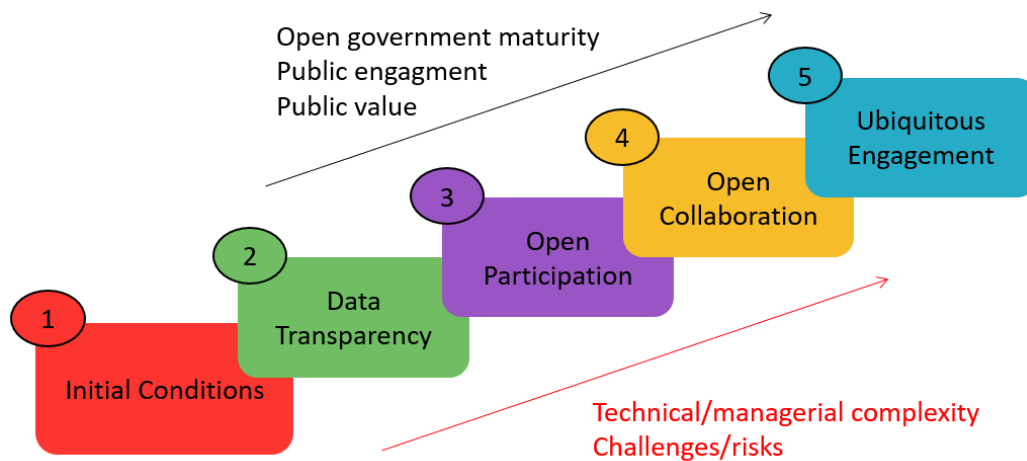 Open government maturity
Public engagment
Public value
1
Initial Conditions
2
Data
Transparency
3
Open
Participation
4
Open
Collaboration
5
Ubiquitous
Engagement
Technical/managerial complexity
Challenges/risks